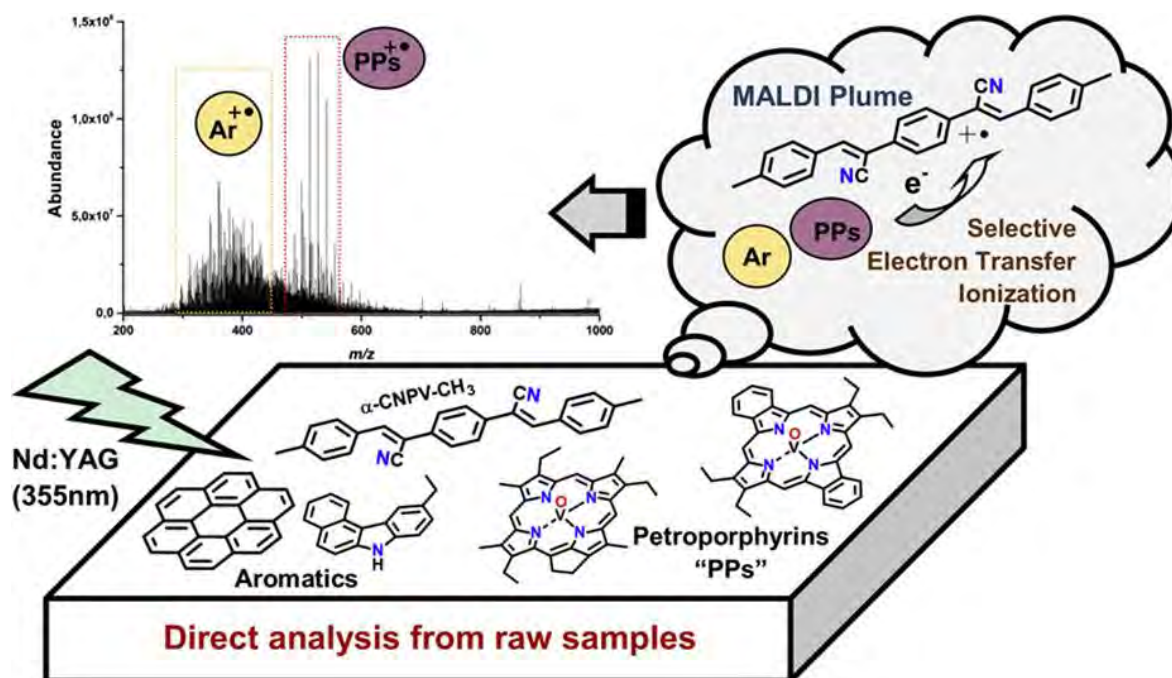 1,5x10⁸
1,0x10⁸
5,0x10⁷
0,0
Abundance
200
400
600
800
1000
m/z
Ar+•
PPs+•
MALDI Plume
CN
NC
+•
e-
Ar
PPs
Selective
Electron Transfer
Ionization
Nd:YAG
(355nm)
α-CNPV-CH₃
CN
NC
N
H
Aromatics
O
V
N
N
N
N
O
V
N
N
N
N
Petroporphyrins
“PPs”
Direct analysis from raw samples